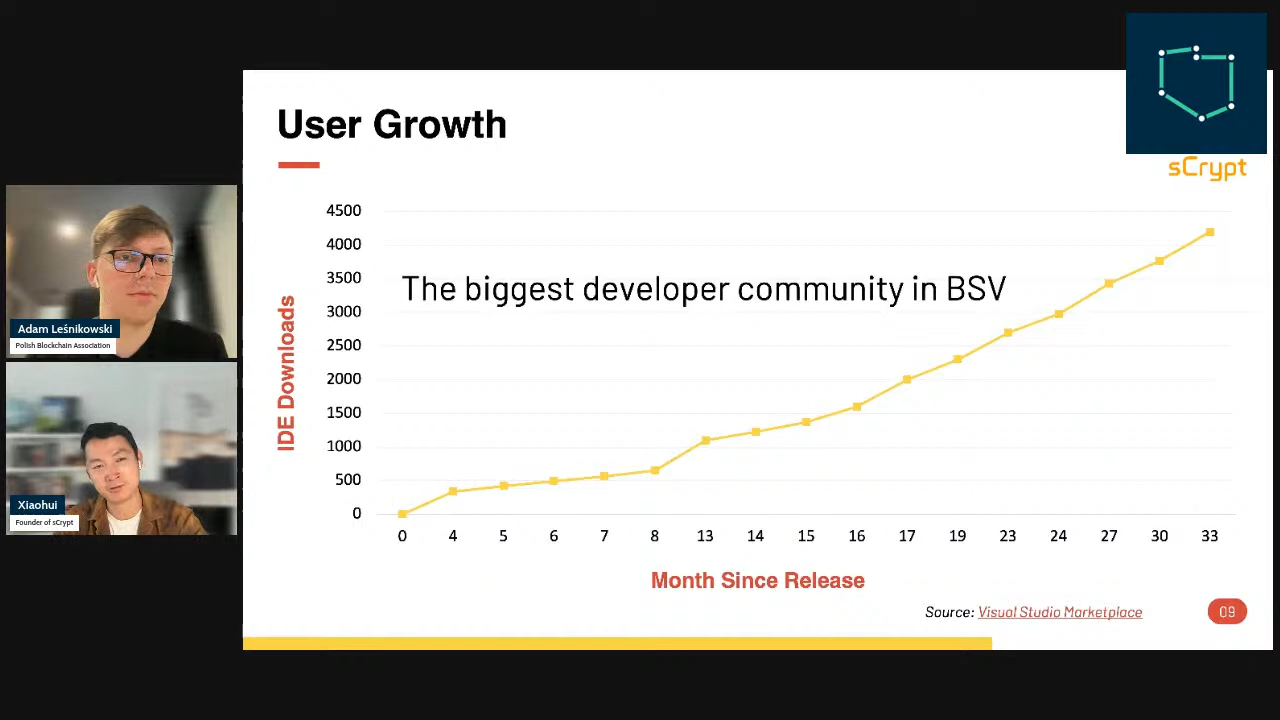 User Growth
sCrypt
4500
4000
3500
3000
2500
2000
1500
1000
500
0
IDE Downloads
The biggest developer community in BSV
0 4 5 6 7 8 13 14 15 16 17 19 23 24 27 30 33
Month Since Release
Source: Visual Studio Marketplace
09
Adam Leśnikowski
Polish Blockchain Association
Xiaohui
Founder of sCrypt